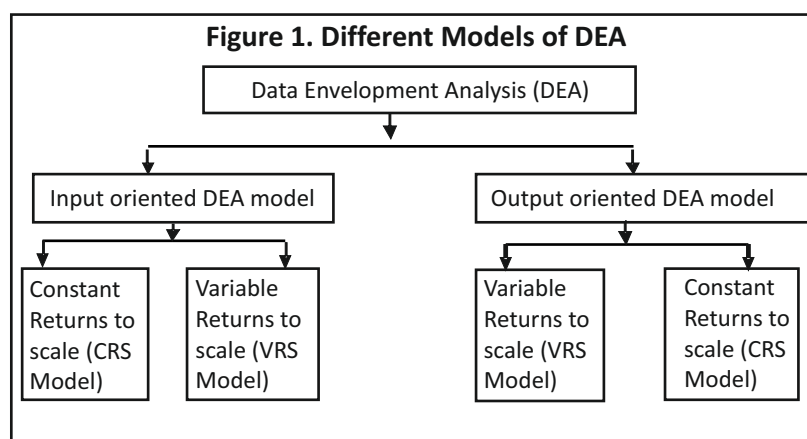 Figure 1. Different Models of DEA
Data Envelopment Analysis (DEA)
Input oriented DEA model
Output oriented DEA model
Constant
Returns to
scale (CRS
Model)
Variable
Returns to
scale (VRS
Model)
Variable
Returns to
scale (VRS
Model)
Constant
Returns to
scale (CRS
Model)